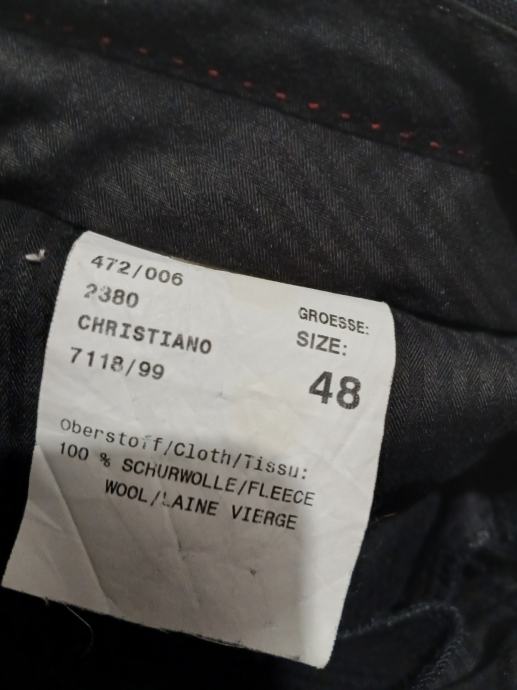 472/006
2380
CHRISTIANO
7118/99
GROESSE:
SIZE:
48
Oberstoff/Cloth/Tissu:
100 % SCHURWOLLE/FLEECE
WOOL/LAINE VIERGE